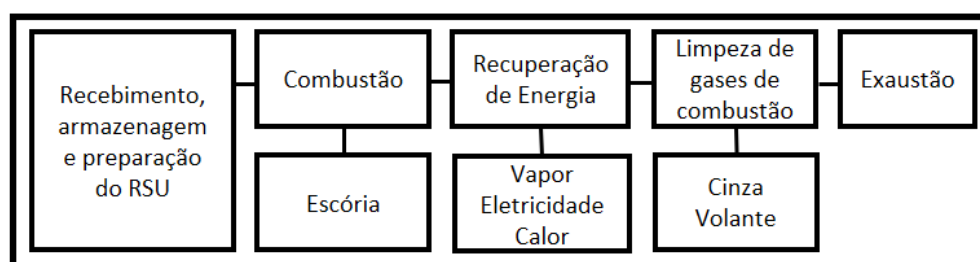 Recebimento,
armazenagem
e preparação
do RSU
Combustão
Recuperação
de Energia
Limpeza de
gases de
combustão
Exaustão
Escória
Vapor
Eletricidade
Calor
Cinza
Volante